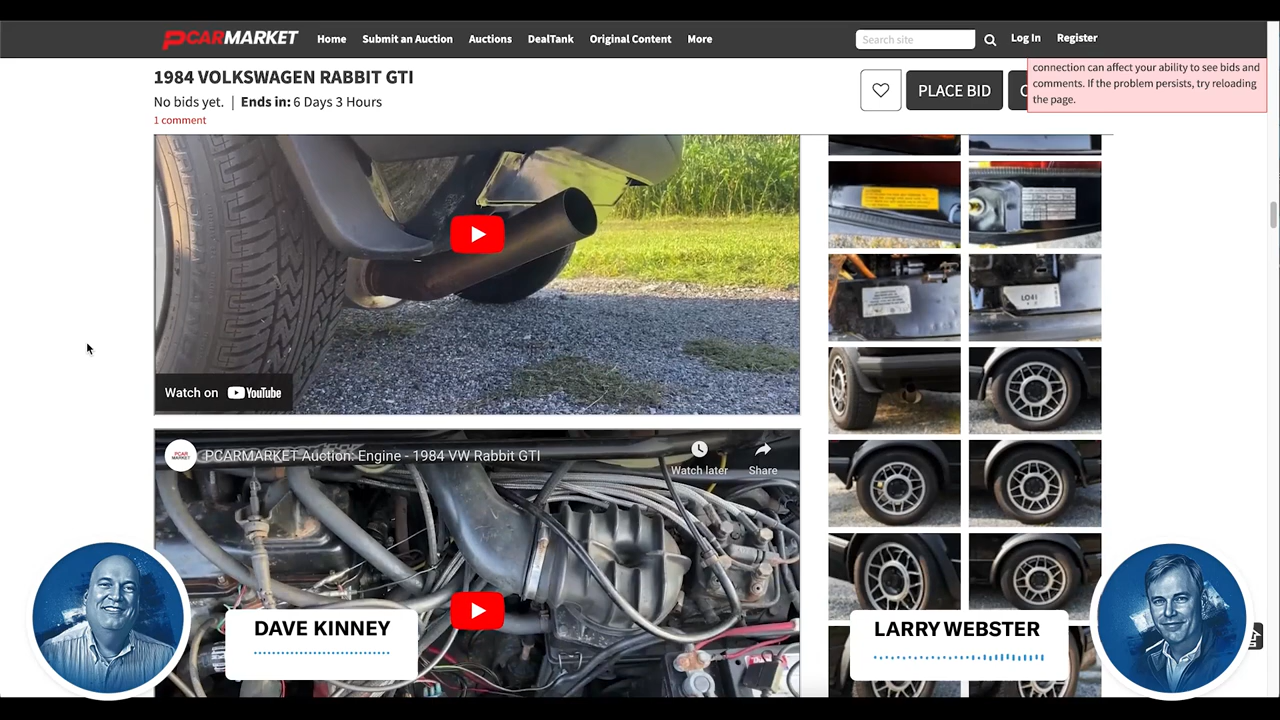 PCARMARKET
Home
Submit an Auction
Auctions
DealTank
Original Content
More
Search site
Log In
Register
1984 VOLKSWAGEN RABBIT GTI
No bids yet. | Ends in: 6 Days 3 Hours
1 comment
PLACE BID
C
connection can affect your ability to see bids and
comments. If the problem persists, try reloading
the page.
Watch on YouTube
PCAR
MARKET
PCARMARKET Auction: Engine - 1984 VW Rabbit GTI
Watch later
Share
LO41
DAVE KINNEY
LARRY WEBSTER